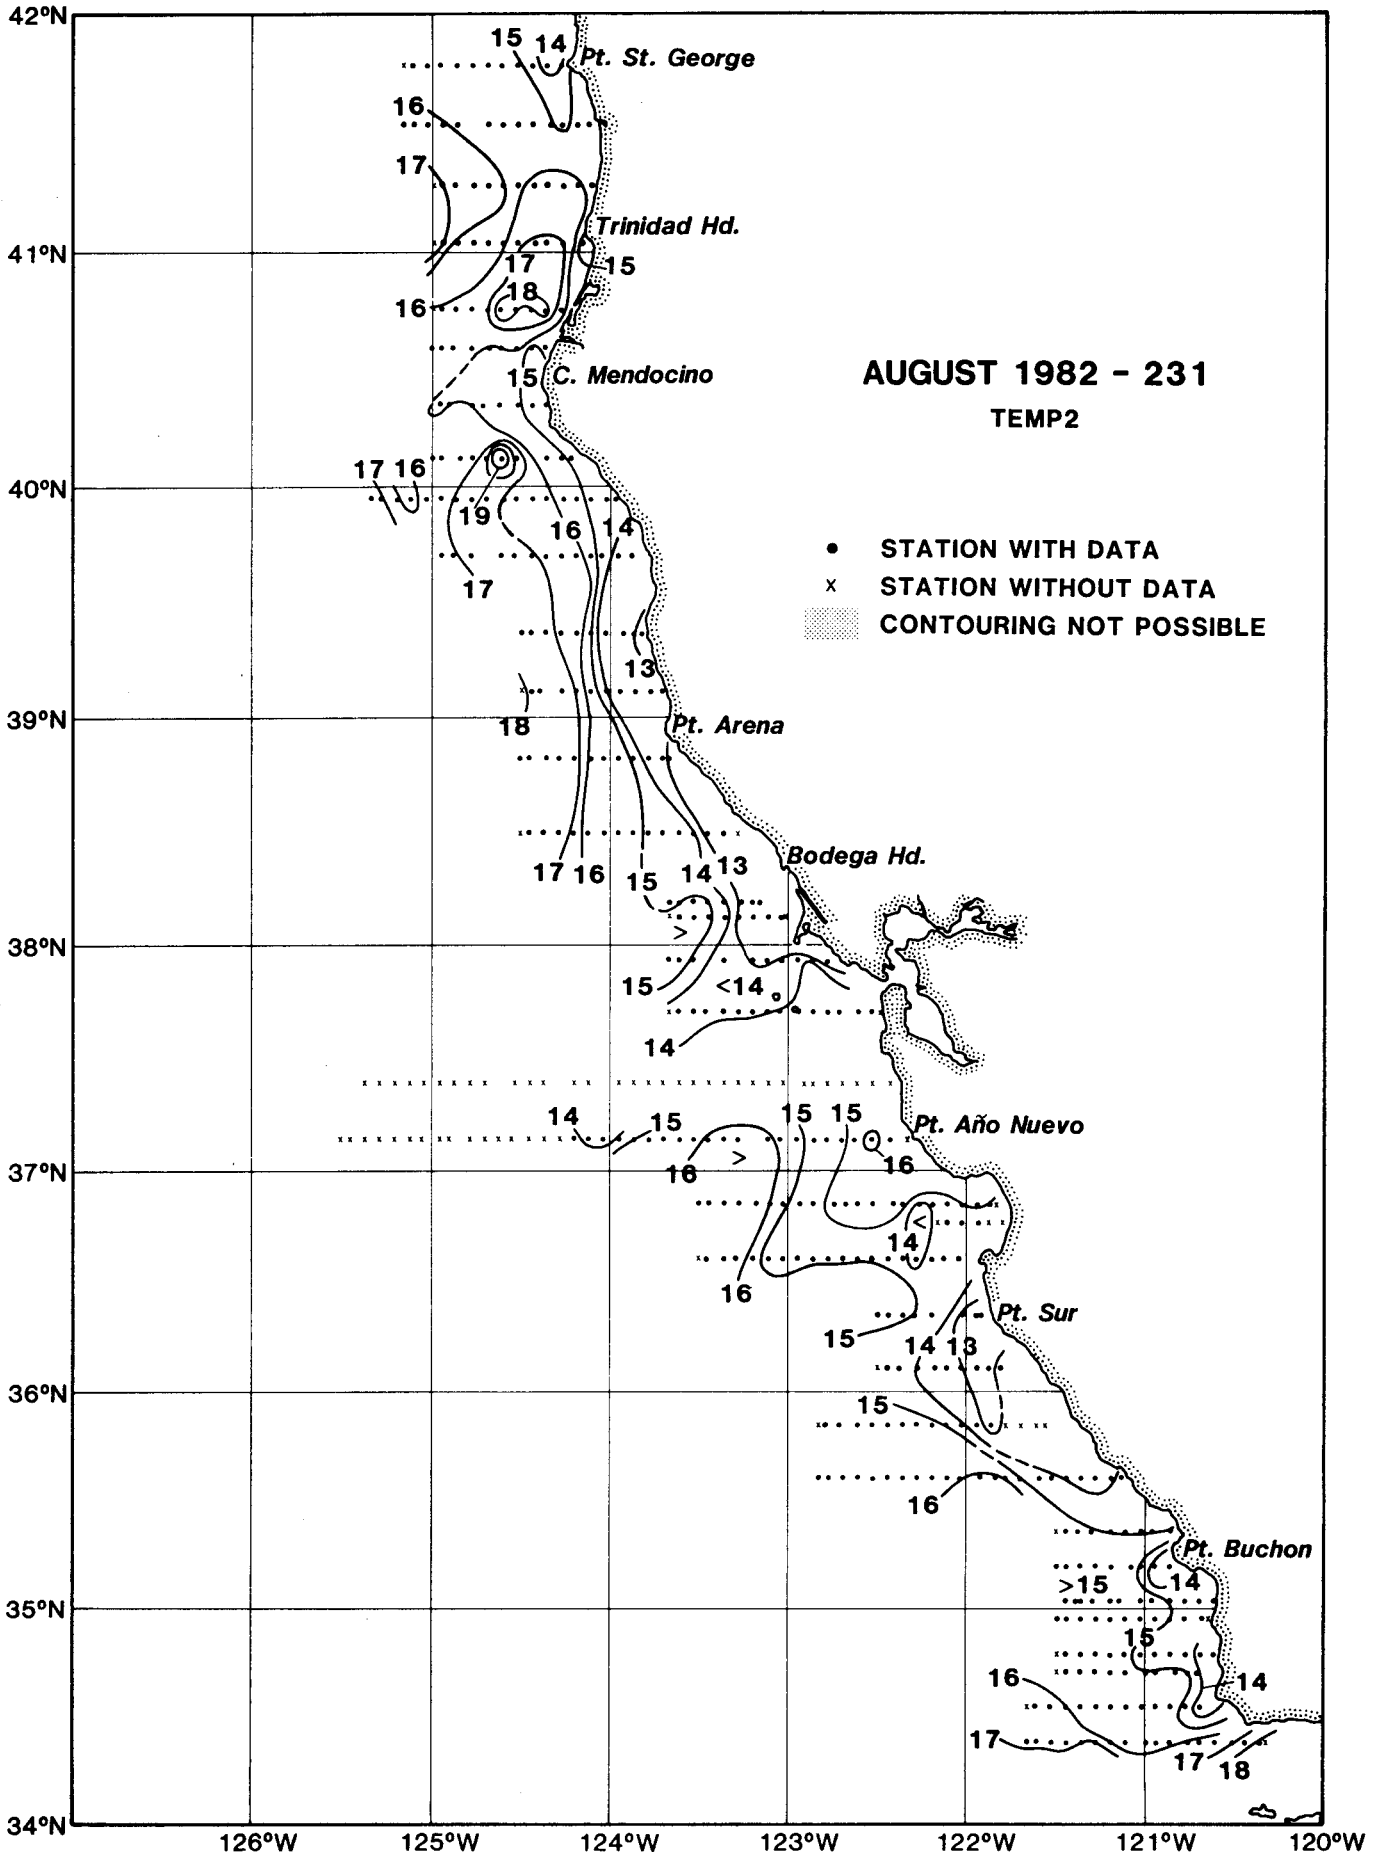 42°N
15 14
Pt. St. George
16
17
Trinidad Hd.
41°N
15
17
18
16
15 C. Mendocino
AUGUST 1982 - 231
TEMP2
17 16
40°N
19
16 14
• STATION WITH DATA
17
x STATION WITHOUT DATA
CONTOURING NOT POSSIBLE
13
39°N
18
Pt. Arena
Bodega Hd.
17 16 15 14 13
>
38°N
15 <14
14
14 15 15 15
Pt. Año Nuevo
16 > 16
37°N
<
14
16
Pt. Sur
15 14 13
36°N
15
16
Pt. Buchon
>15 14
35°N
15
16 14
17 17 18
34°N
126°W 125°W 124°W 123°W 122°W 121°W 120°W